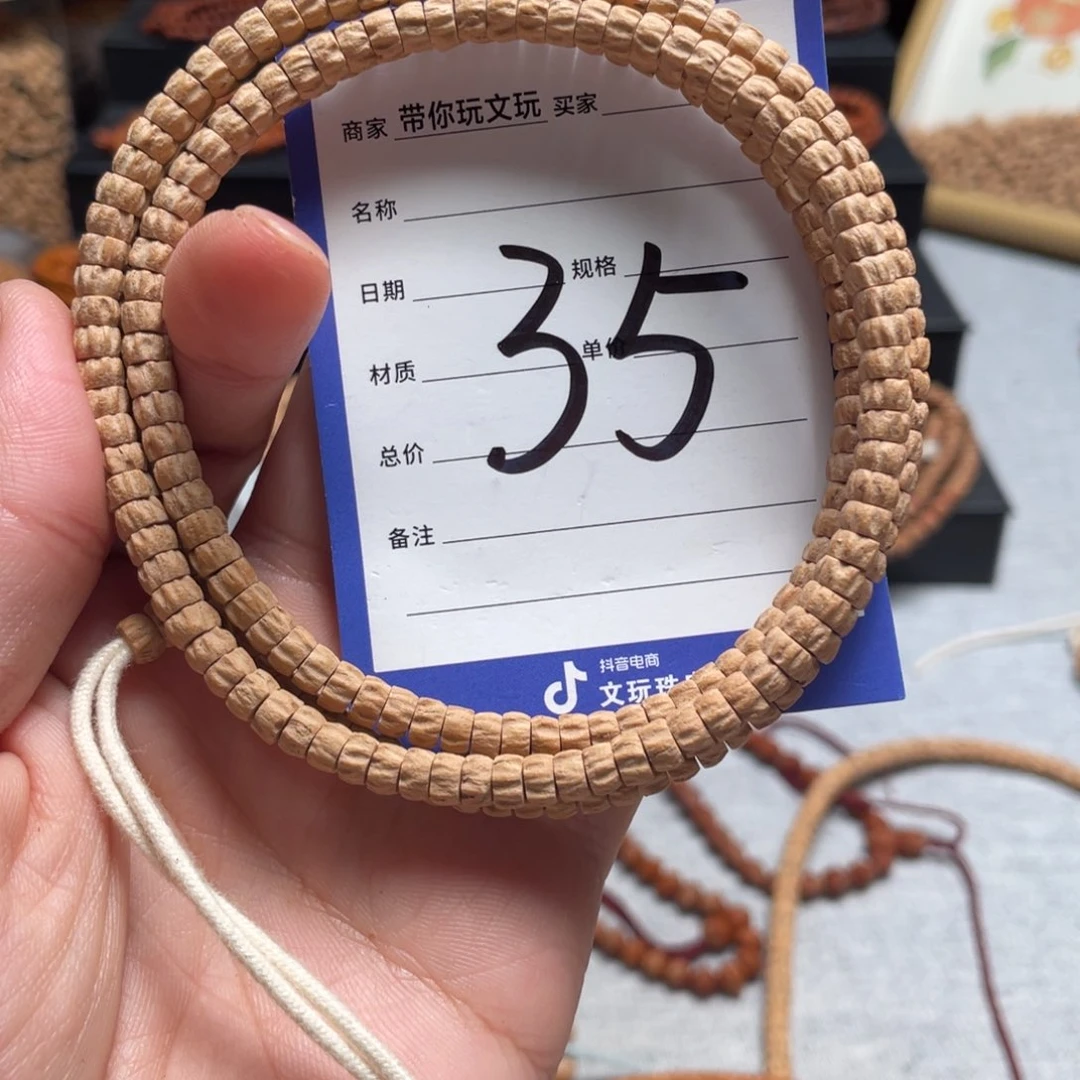 商家 带你玩文玩 买家
名称
日期 规格
35
材质 单价
总价
备注
抖音电商
文玩珠